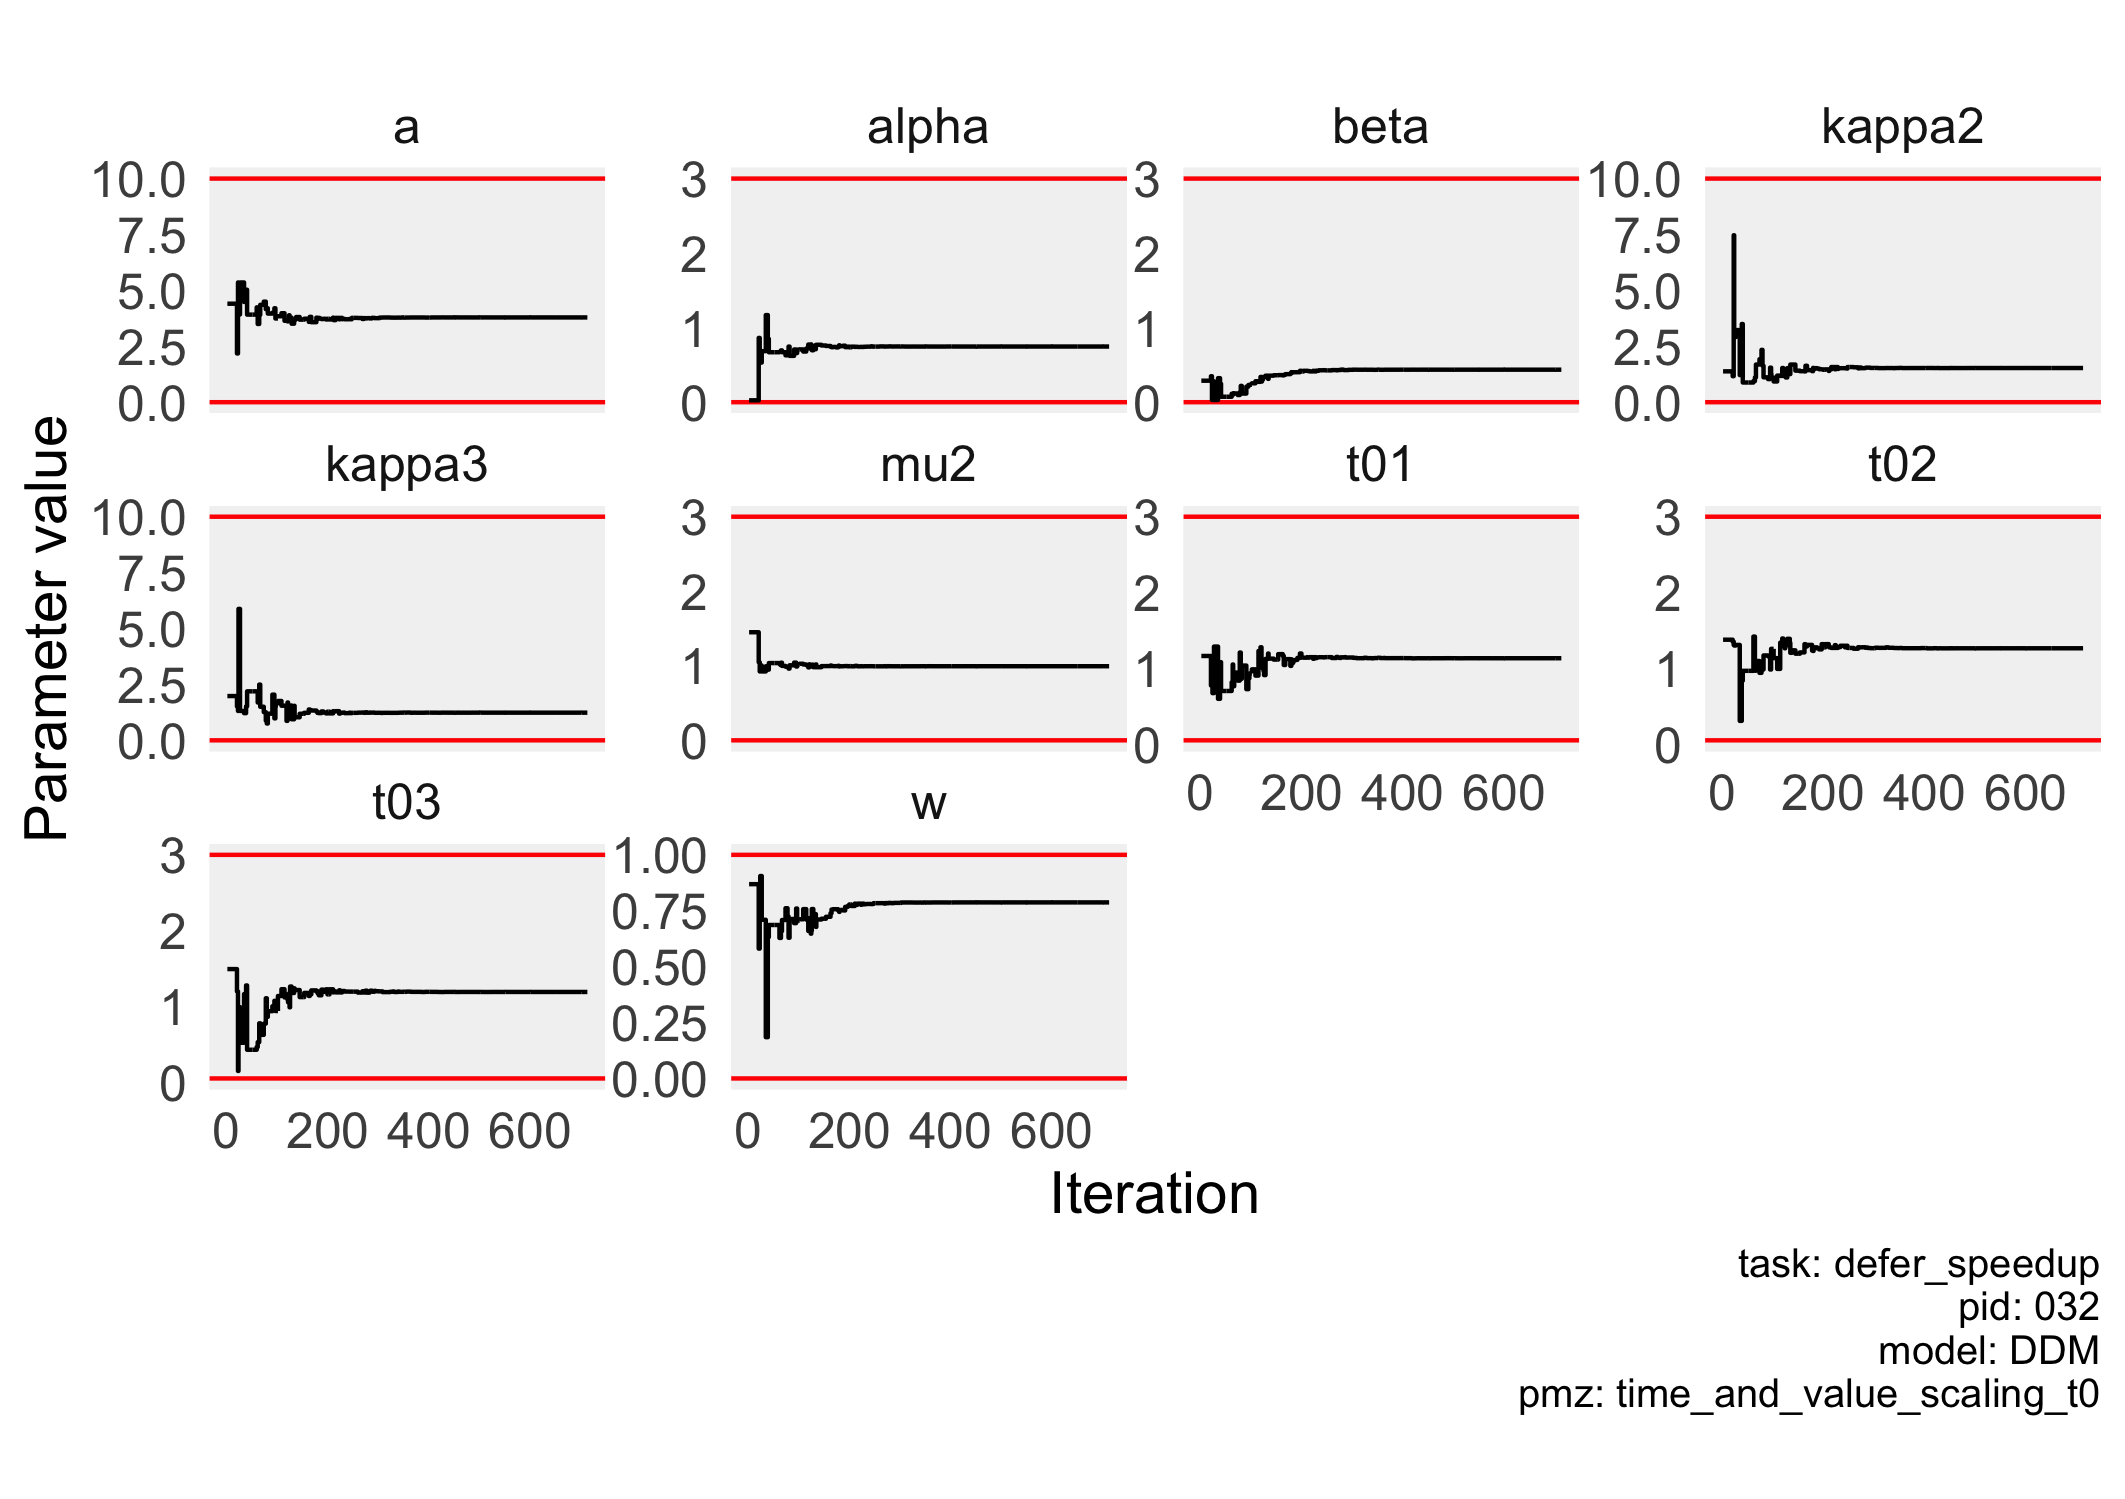 a alpha beta kappa2
10.0 3 3 10.0
7.5 2 2 7.5
5.0 1 1 5.0
2.5 0 0 2.5
0.0 0.0
kappa3 mu2 t01 t02
10.0 3 3 3
7.5 2 2 2
5.0 1 1 1
2.5 0 0 0
0.0
0 200 400 600 0 200 400 600
t03 w
3 1.00
2 0.75
1 0.50
0 0.25
0.00
0 200 400 600 0 200 400 600
Parameter value
Iteration
task: defer_speedup
pid: 032
model: DDM
pmz: time_and_value_scaling_t0